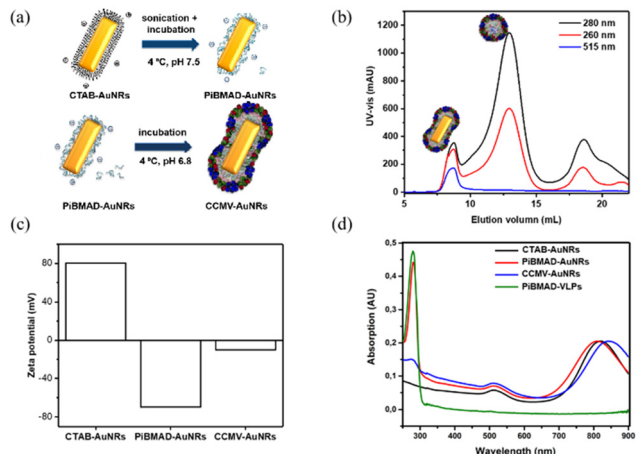 (a)
sonication +
incubation
4 ºC, pH 7.5
CTAB-AuNRs
PiBMAD-AuNRs
incubation
4 ºC, pH 6.8
PiBMAD-AuNRs
CCMV-AuNRs
(b)
UV-vis (mAU)
1200
1000
800
600
400
200
0
5
10
15
20
Elution volumn (mL)
280 nm
260 nm
515 nm
(c)
Zeta potential (mV)
80
40
0
-40
-80
CTAB-AuNRs
PiBMAD-AuNRs
CCMV-AuNRs
(d)
Absorption (AU)
0,5
0,4
0,3
0,2
0,1
0,0
300
400
500
600
700
800
900
Wavelength (nm)
CTAB-AuNRs
PiBMAD-AuNRs
CCMV-AuNRs
PiBMAD-VLPs